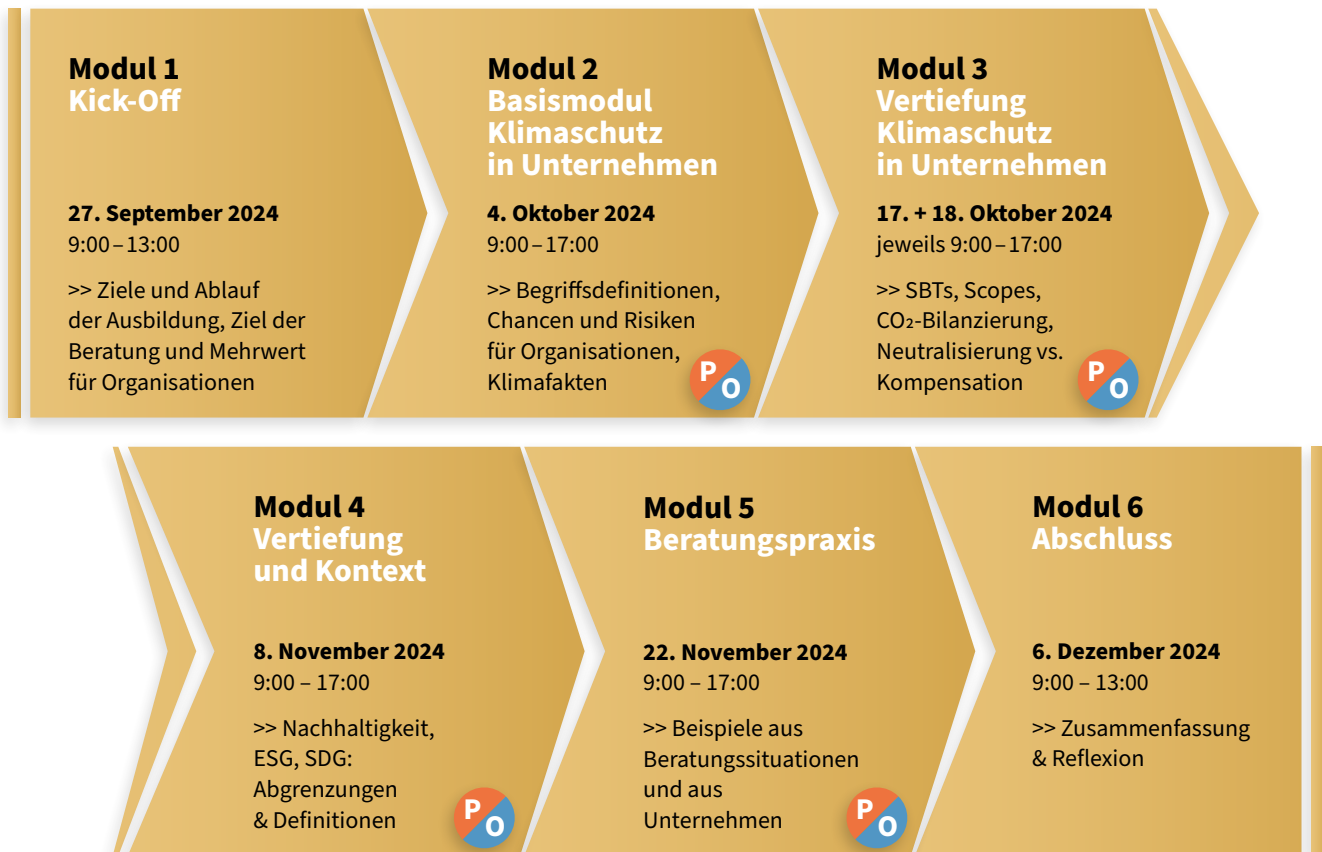 Modul 1
Kick-Off
27. September 2024
9:00 – 13:00
>> Ziele und Ablauf
der Ausbildung, Ziel der
Beratung und Mehrwert
für Organisationen
Modul 2
Basismodul
Klimaschutz
in Unternehmen
4. Oktober 2024
9:00 – 17:00
>> Begriffsdefinitionen,
Chancen und Risiken
für Organisationen,
Klimafakten
P
O
Modul 3
Vertiefung
Klimaschutz
in Unternehmen
17. + 18. Oktober 2024
jeweils 9:00 – 17:00
>> SBTs, Scopes,
CO₂-Bilanzierung,
Neutralisierung vs.
Kompensation
P
O
Modul 4
Vertiefung
und Kontext
8. November 2024
9:00 – 17:00
>> Nachhaltigkeit,
ESG, SDG:
Abgrenzungen
& Definitionen
P
O
Modul 5
Beratungspraxis
22. November 2024
9:00 – 17:00
>> Beispiele aus
Beratungssituationen
und aus
Unternehmen
P
O
Modul 6
Abschluss
6. Dezember 2024
9:00 – 13:00
>> Zusammenfassung
& Reflexion